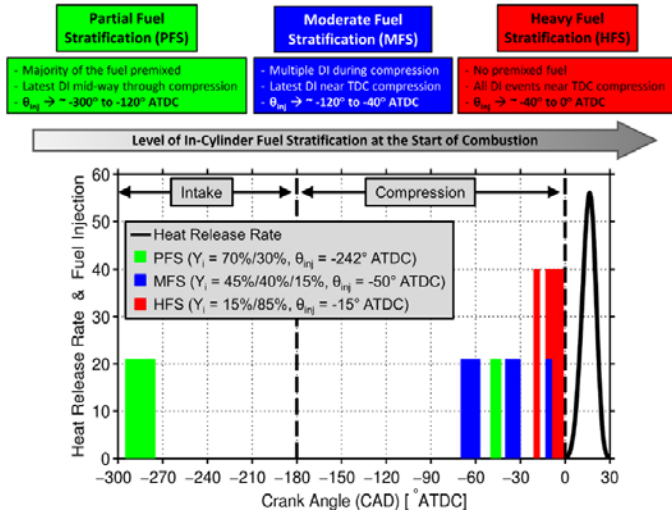 Partial Fuel
Stratification (PFS)
Moderate Fuel
Stratification (MFS)
Heavy Fuel
Stratification (HFS)
- Majority of the fuel premixed
- Latest DI mid-way through compression
- θinj → ~ -300° to -120° ATDC
- Multiple DI during compression
- Latest DI near TDC compression
- θinj → ~ -120° to -40° ATDC
- No premixed fuel
- All DI events near TDC compression
- θinj → ~ -40° to 0° ATDC
Level of In-Cylinder Fuel Stratification at the Start of Combustion
Heat Release Rate & Fuel Injection
60
50
40
30
20
10
0
Intake
Compression
Heat Release Rate
PFS (Yi = 70%/30%, θinj = -242° ATDC)
MFS (Yi = 45%/40%/15%, θinj = -50° ATDC)
HFS (Yi = 15%/85%, θinj = -15° ATDC)
−300 −270 −240 −210 −180 −150 −120 −90 −60 −30 0 30
Crank Angle (CAD) [ °ATDC]